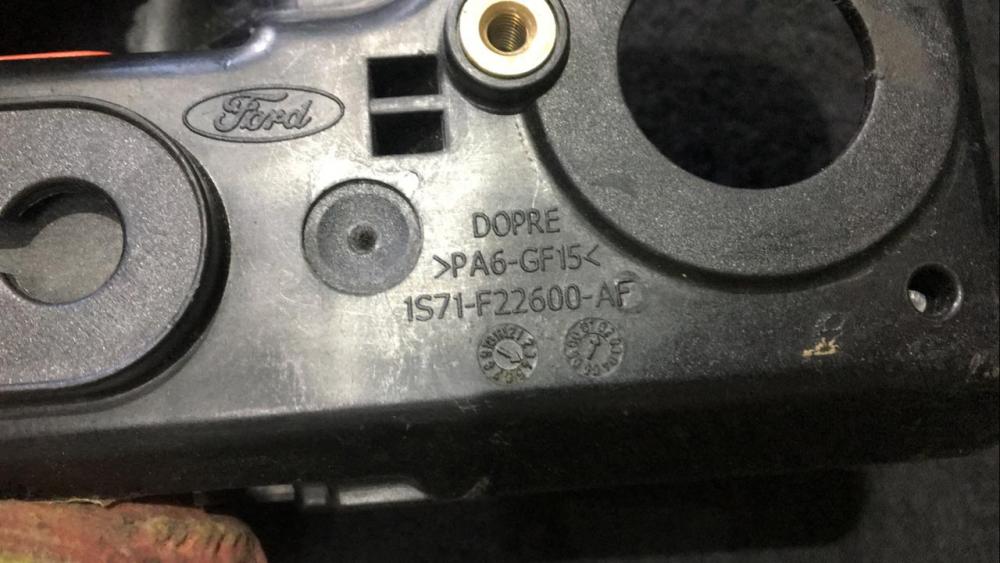 Ford
DOPRE
>PA6-GF15<
1S71-F22600-AF